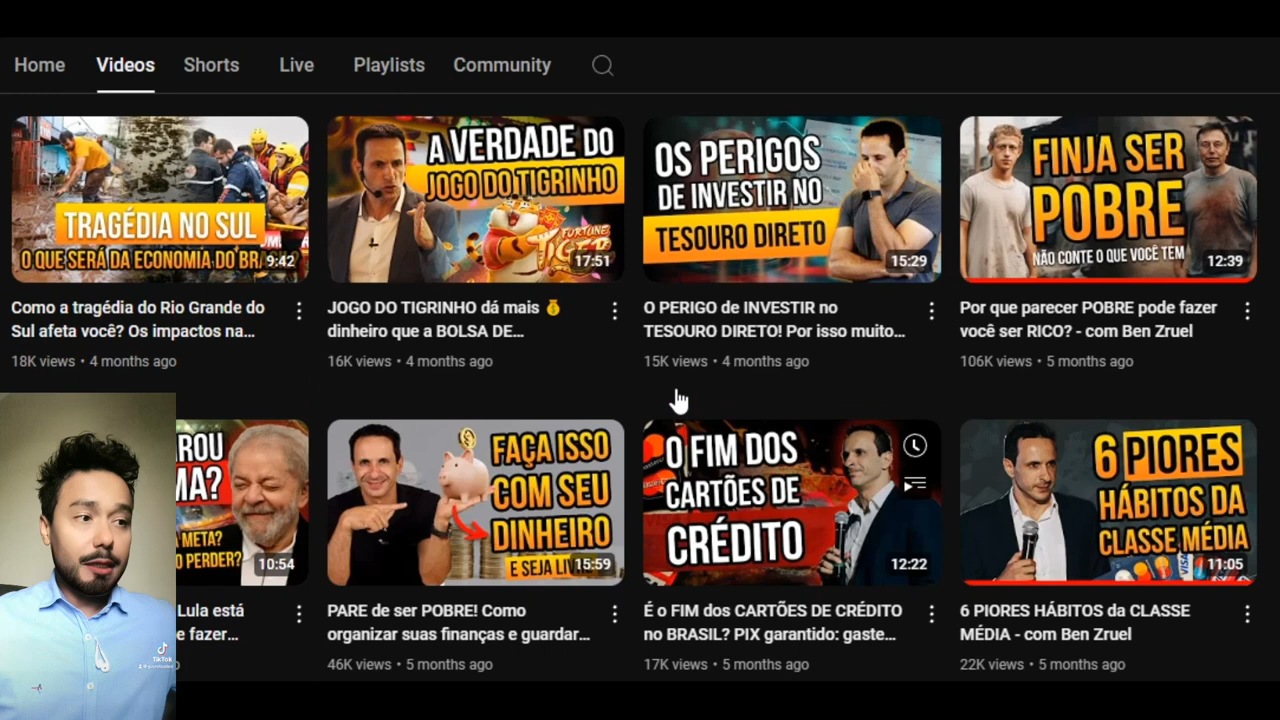 Home Videos Shorts Live Playlists Community
TRAGÉDIA NO SUL
O QUE SERÁ DA ECONOMIA DO
9:42
A VERDADE DO
JOGO DO TIGRINHO
FORTUNE
TIGER
17:51
OS PERIGOS
DE INVESTIR NO
TESOURO DIRETO
15:29
FINJA SER
POBRE
NÃO CONTE O QUE VOCÊ TEM
12:39
Como a tragédia do Rio Grande do
Sul afeta você? Os impactos na...
18K views • 4 months ago
JOGO DO TIGRINHO dá mais 💰
dinheiro que a BOLSA DE...
16K views • 4 months ago
O PERIGO de INVESTIR no
TESOURO DIRETO! Por isso muito...
15K views • 4 months ago
Por que parecer POBRE pode fazer
você ser RICO? - com Ben Zruel
106K views • 5 months ago
META?
PERDER?
10:54
FAÇA ISSO
COM SEU
DINHEIRO
E SEJA
15:59
O FIM DOS
CARTÕES DE
CRÉDITO
12:22
6 PIORES
HÁBITOS DA
CLASSE MÉDIA
VISA
11:05
Lula está
e fazer...
PARE de ser POBRE! Como
organizar suas finanças e guardar...
46K views • 5 months ago
É o FIM dos CARTÕES DE CRÉDITO
no BRASIL? PIX garantido: gaste...
17K views • 5 months ago
6 PIORES HÁBITOS da CLASSE
MÉDIA - com Ben Zruel
22K views • 5 months ago
TikTok